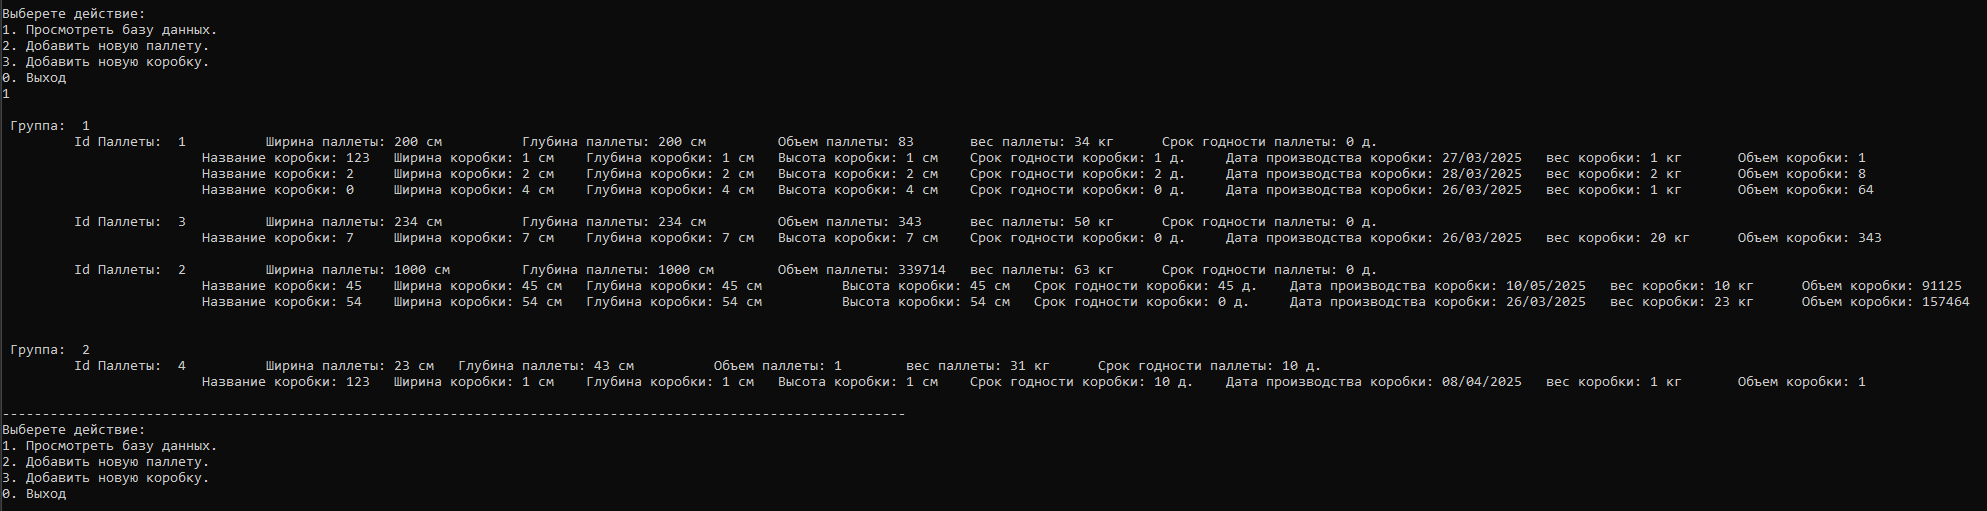 Выберете действие:
1. Просмотреть базу данных.
2. Добавить новую паллету.
3. Добавить новую коробку.
0. Выход
1
Группа: 1
Id Паллеты: 1 Ширина паллеты: 200 см Глубина паллеты: 200 см Объем паллеты: 83 вес паллеты: 34 кг Срок годности паллеты: 0 д.
Название коробки: 123 Ширина коробки: 1 см Глубина коробки: 1 см Высота коробки: 1 см Срок годности коробки: 1 д. Дата производства коробки: 27/03/2025 вес коробки: 1 кг Объем коробки: 1
Название коробки: 2 Ширина коробки: 2 см Глубина коробки: 2 см Высота коробки: 2 см Срок годности коробки: 2 д. Дата производства коробки: 28/03/2025 вес коробки: 2 кг Объем коробки: 8
Название коробки: 0 Ширина коробки: 4 см Глубина коробки: 4 см Высота коробки: 4 см Срок годности коробки: 0 д. Дата производства коробки: 26/03/2025 вес коробки: 1 кг Объем коробки: 64
Id Паллеты: 3 Ширина паллеты: 234 см Глубина паллеты: 234 см Объем паллеты: 343 вес паллеты: 50 кг Срок годности паллеты: 0 д.
Название коробки: 7 Ширина коробки: 7 см Глубина коробки: 7 см Высота коробки: 7 см Срок годности коробки: 0 д. Дата производства коробки: 26/03/2025 вес коробки: 20 кг Объем коробки: 343
Id Паллеты: 2 Ширина паллеты: 1000 см Глубина паллеты: 1000 см Объем паллеты: 339714 вес паллеты: 63 кг Срок годности паллеты: 0 д.
Название коробки: 45 Ширина коробки: 45 см Глубина коробки: 45 см Высота коробки: 45 см Срок годности коробки: 45 д. Дата производства коробки: 10/05/2025 вес коробки: 10 кг Объем коробки: 91125
Название коробки: 54 Ширина коробки: 54 см Глубина коробки: 54 см Высота коробки: 54 см Срок годности коробки: 0 д. Дата производства коробки: 26/03/2025 вес коробки: 23 кг Объем коробки: 157464
Группа: 2
Id Паллеты: 4 Ширина паллеты: 23 см Глубина паллеты: 43 см Объем паллеты: 1 вес паллеты: 31 кг Срок годности паллеты: 10 д.
Название коробки: 123 Ширина коробки: 1 см Глубина коробки: 1 см Высота коробки: 1 см Срок годности коробки: 10 д. Дата производства коробки: 08/04/2025 вес коробки: 1 кг Объем коробки: 1
-----------------------------------------------------------------------------------------------------------------
Выберете действие:
1. Просмотреть базу данных.
2. Добавить новую паллету.
3. Добавить новую коробку.
0. Выход